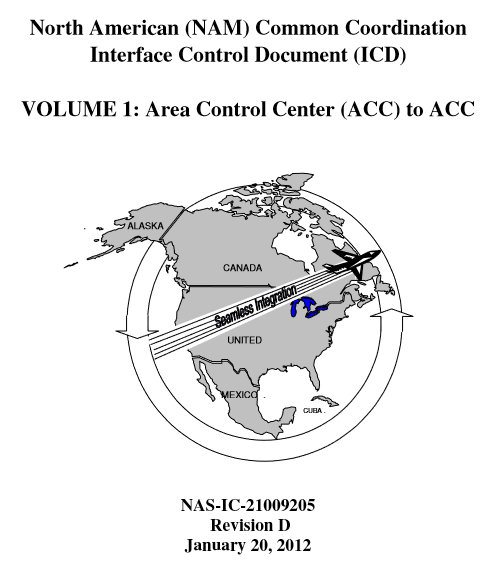 North American (NAM) Common Coordination
Interface Control Document (ICD)
VOLUME 1: Area Control Center (ACC) to ACC
ALASKA
CANADA
Seamless Integration
UNITED
MEXICO
CUBA
NAS-IC-21009205
Revision D
January 20, 2012